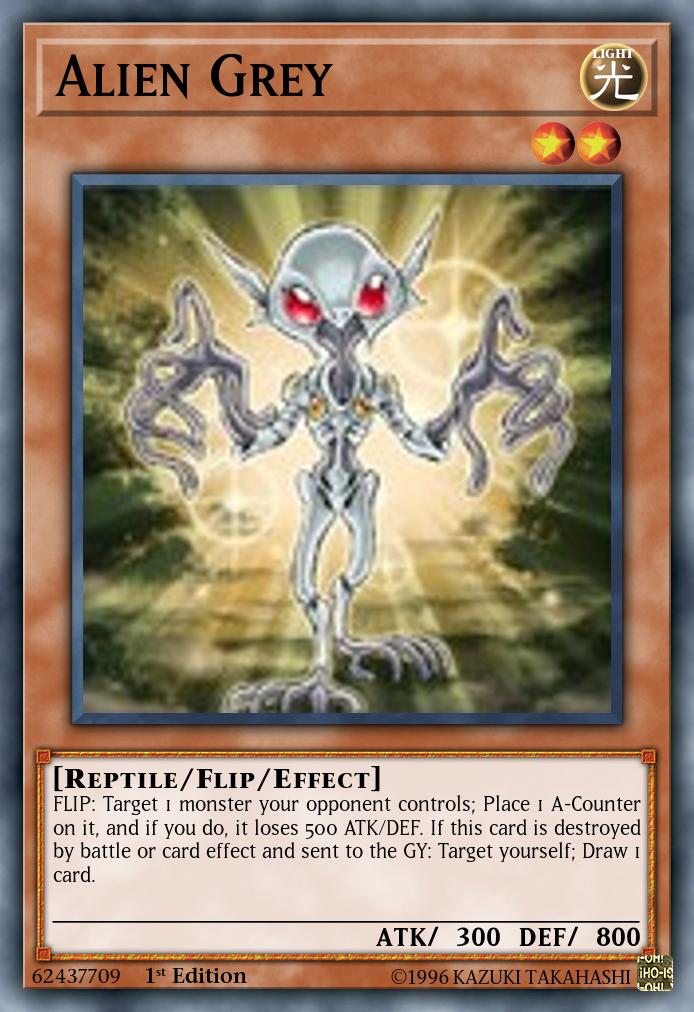 Alien Grey
LIGHT
光
[Reptile/Flip/Effect]
FLIP: Target 1 monster your opponent controls; Place 1 A-Counter
on it, and if you do, it loses 500 ATK/DEF. If this card is destroyed
by battle or card effect and sent to the GY: Target yourself; Draw 1
card.
ATK/ 300 DEF/ 800
62437709 1st Edition ©1996 KAZUKI TAKAHASHI